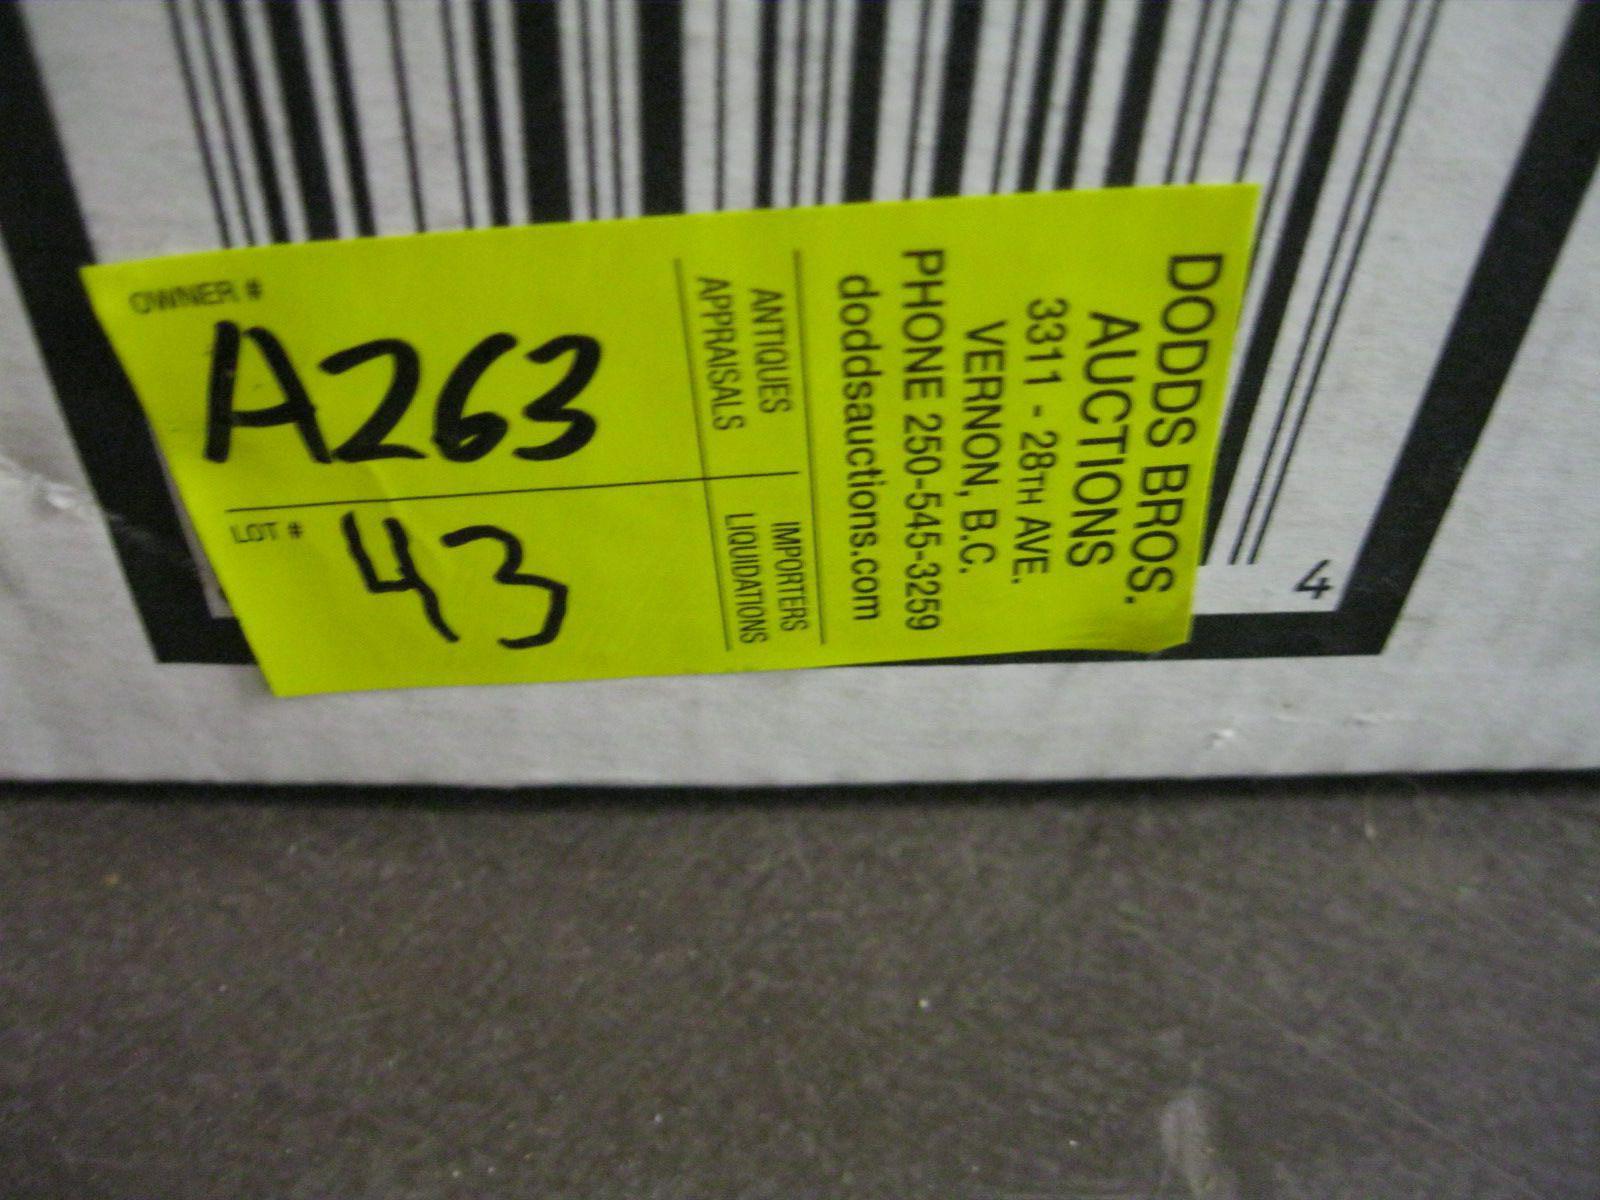 DODDS BROS.
AUCTIONS
3311 - 28TH AVE.
VERNON, B.C.
PHONE 250-545-3259
doddsauctions.com
ANTIQUES
APPRAISALS
IMPORTERS
LIQUIDATIONS
OWNER #
A263
LOT #
43
4